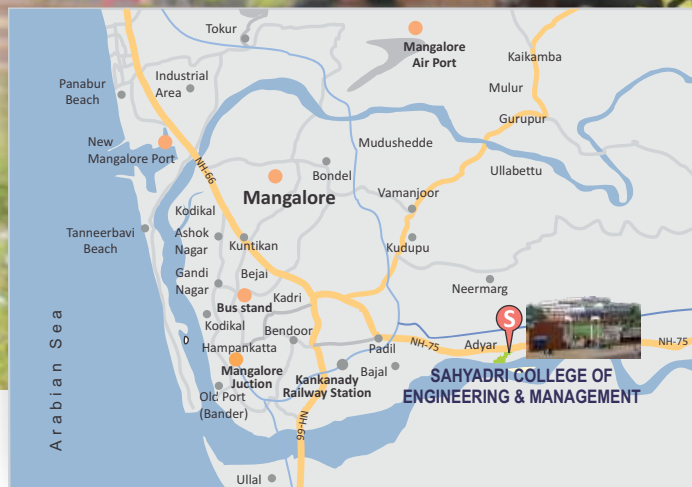 Tokur
Mangalore
Air Port
Kaikamba
Industrial
Area
Panabur
Beach
Mulur
Gurupur
New
Mangalore Port
NH-66
Mudushedde
Bondel
Ullabettu
Mangalore
Vamanjoor
Kodikal
Tanneerbavi
Beach
Ashok
Nagar
Kuntikan
Kudupu
Bejai
Gandi
Nagar
Kadri
Neermarg
Bus stand
Kodikal
S
Bendoor
Hampankatta
Padil
NH-75
Adyar
NH-75
Mangalore
Juction
Kankanady
Railway Station
Bajal
SAHYADRI COLLEGE OF
ENGINEERING & MANAGEMENT
Old Port
(Bander)
NH-66
Arabian Sea
Ullal